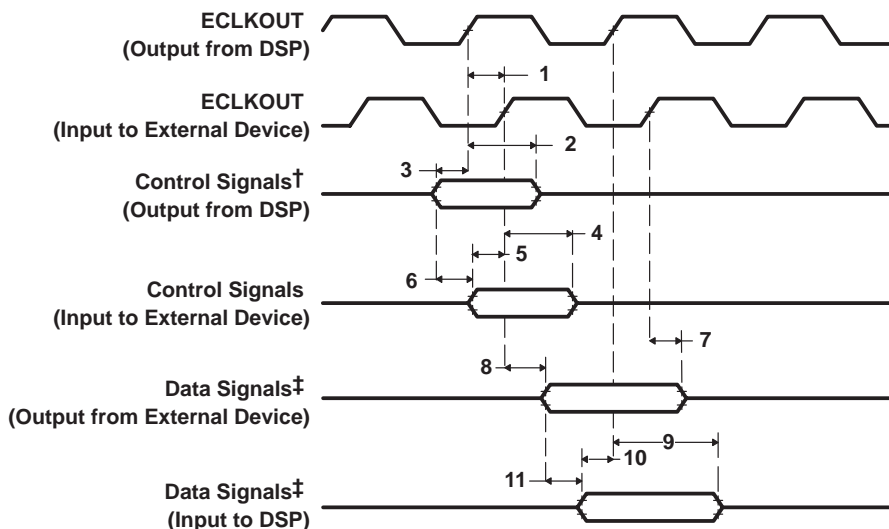 ECLKOUT
(Output from DSP)
1
ECLKOUT
(Input to External Device)
2
3
Control Signals†
(Output from DSP)
4
5
6
Control Signals
(Input to External Device)
7
8
Data Signals‡
(Output from External Device)
9
10
11
Data Signals‡
(Input to DSP)